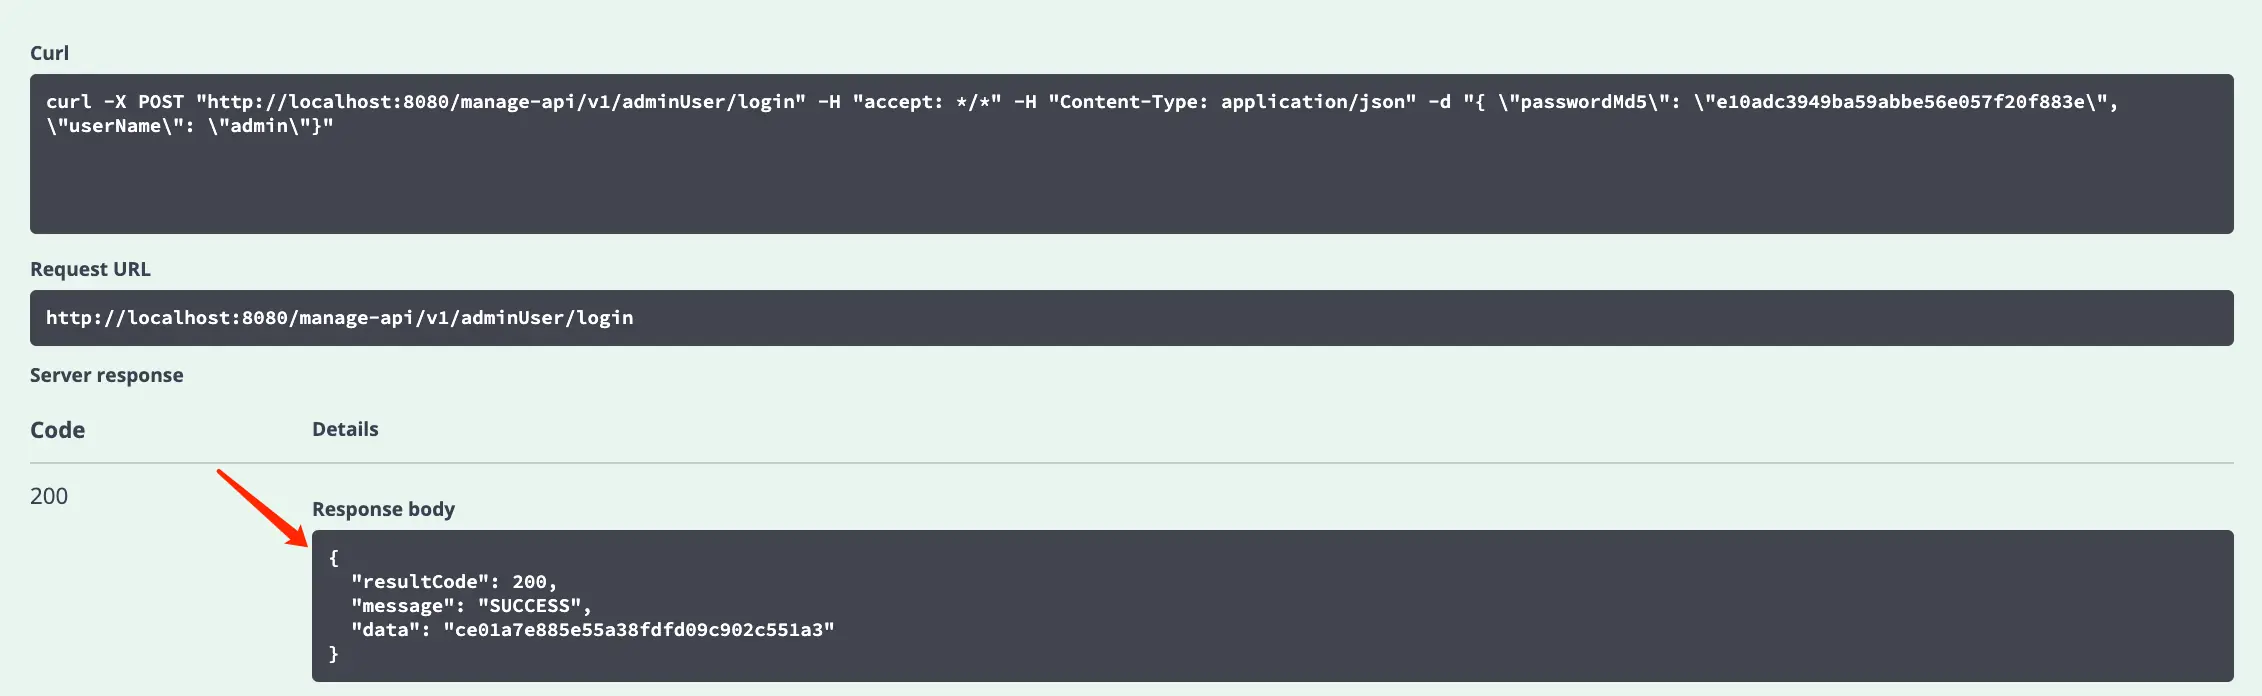 Curl
curl -X POST "http://localhost:8080/manage-api/v1/adminUser/login" -H "accept: */*" -H "Content-Type: application/json" -d "{ \"passwordMd5\": \"e10adc3949ba59abbe56e057f20f883e\",
\"userName\": \"admin\"}"
Request URL
http://localhost:8080/manage-api/v1/adminUser/login
Server response
Code Details
200
Response body
{
  "resultCode": 200,
  "message": "SUCCESS",
  "data": "ce01a7e885e55a38fdfd09c902c551a3"
}